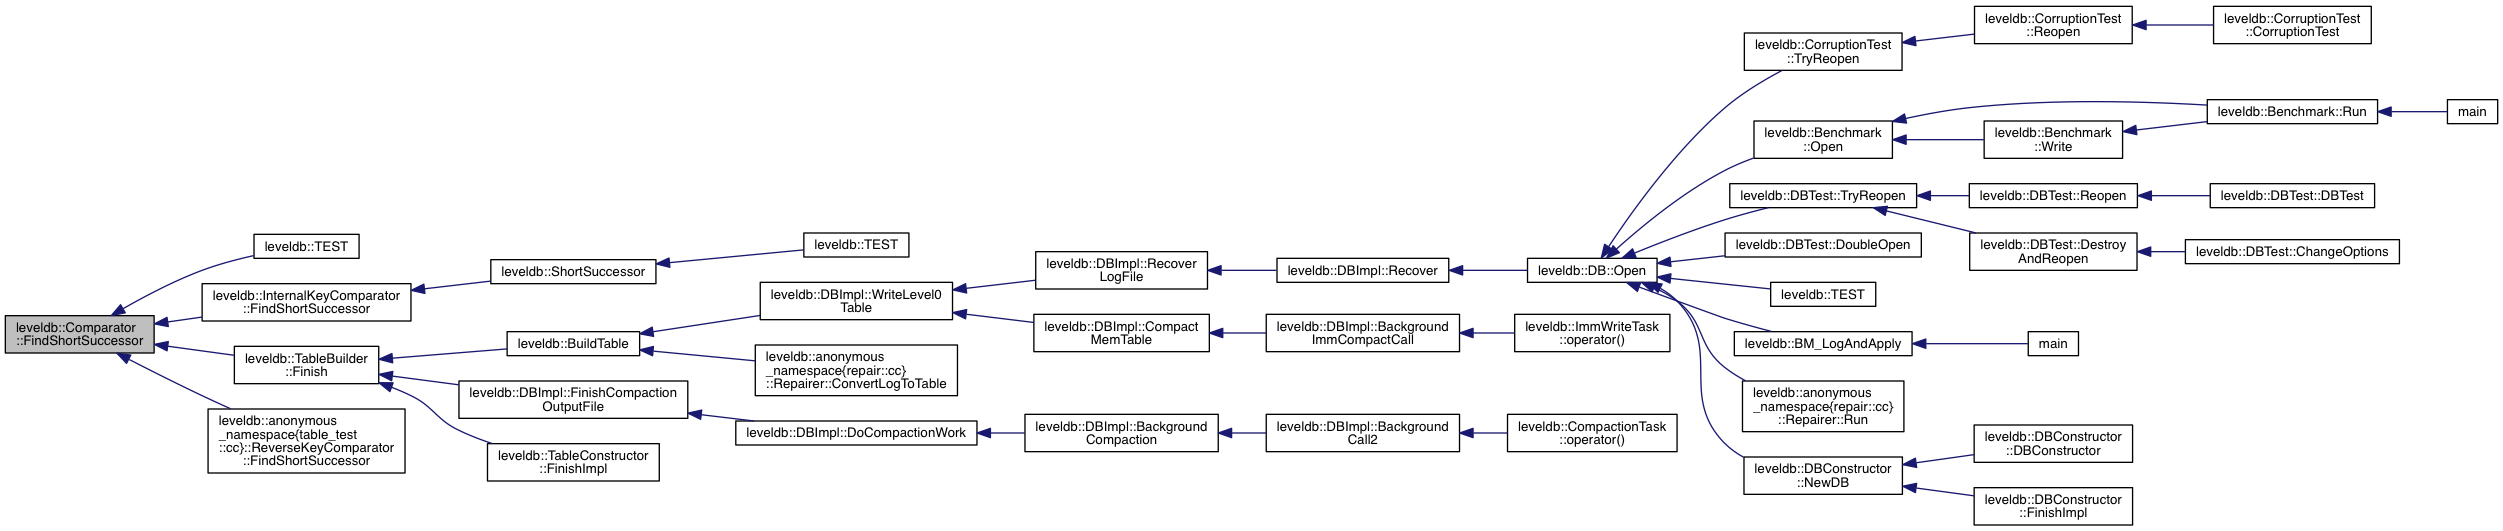 leveldb::Comparator
::FindShortSuccessor
leveldb::TEST
leveldb::InternalKeyComparator
::FindShortSuccessor
leveldb::TableBuilder
::Finish
leveldb::anonymous
_namespace{table_test
::cc}::ReverseKeyComparator
::FindShortSuccessor
leveldb::ShortSuccessor
leveldb::TEST
leveldb::BuildTable
leveldb::DBImpl::FinishCompaction
OutputFile
leveldb::TableConstructor
::FinishImpl
leveldb::DBImpl::WriteLevel0
Table
leveldb::anonymous
_namespace{repair::cc}
::Repairer::ConvertLogToTable
leveldb::DBImpl::DoCompactionWork
leveldb::DBImpl::Recover
LogFile
leveldb::DBImpl::Compact
MemTable
leveldb::DBImpl::Background
Compaction
leveldb::DBImpl::Recover
leveldb::DBImpl::Background
ImmCompactCall
leveldb::DBImpl::Background
Call2
leveldb::DB::Open
leveldb::ImmWriteTask
::operator()
leveldb::CompactionTask
::operator()
leveldb::CorruptionTest
::TryReopen
leveldb::Benchmark
::Open
leveldb::DBTest::TryReopen
leveldb::DBTest::DoubleOpen
leveldb::TEST
leveldb::BM_LogAndApply
leveldb::anonymous
_namespace{repair::cc}
::Repairer::Run
leveldb::DBConstructor
::NewDB
leveldb::CorruptionTest
::Reopen
leveldb::Benchmark
::Write
leveldb::DBTest::Reopen
leveldb::DBTest::Destroy
AndReopen
main
leveldb::DBConstructor
::DBConstructor
leveldb::DBConstructor
::FinishImpl
leveldb::CorruptionTest
::CorruptionTest
leveldb::Benchmark::Run
leveldb::DBTest::DBTest
leveldb::DBTest::ChangeOptions
main